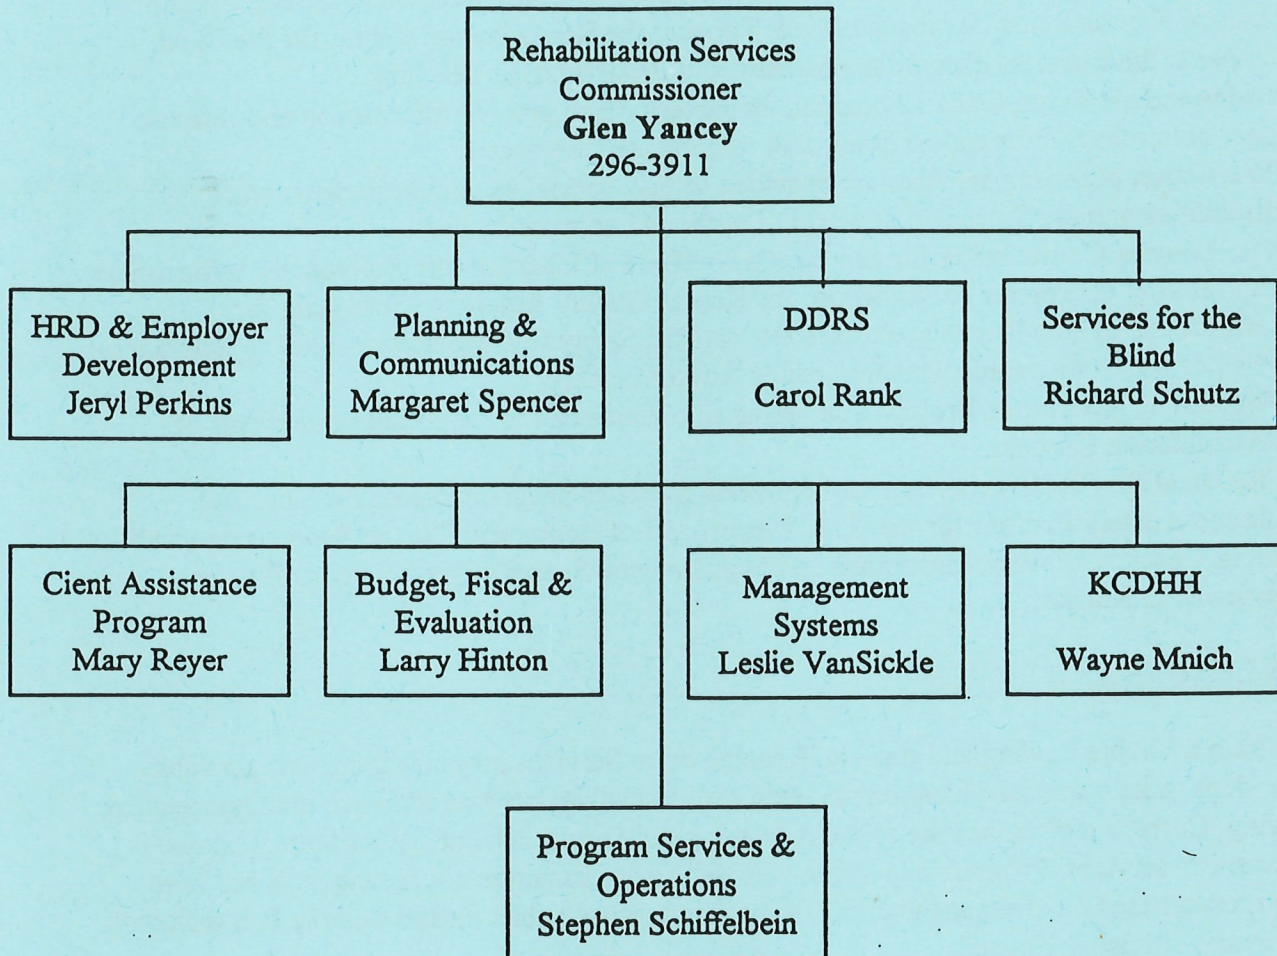 Rehabilitation Services
Commissioner
Glen Yancey
296-3911
HRD & Employer
Development
Jeryl Perkins
Planning &
Communications
Margaret Spencer
DDRS
Carol Rank
Services for the
Blind
Richard Schutz
Cient Assistance
Program
Mary Reyer
Budget, Fiscal &
Evaluation
Larry Hinton
Management
Systems
Leslie VanSickle
KCDHH
Wayne Mnich
Program Services &
Operations
Stephen Schiffelbein